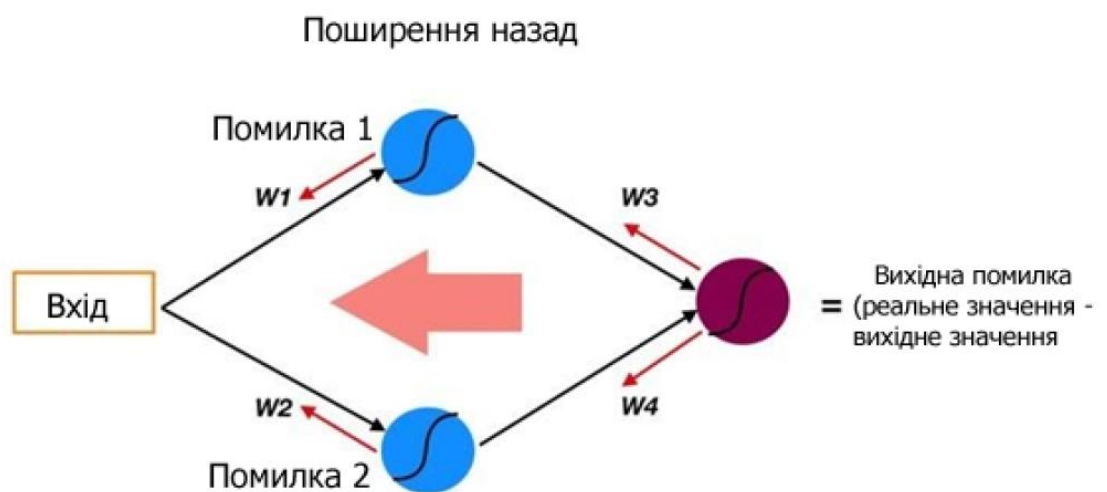 Поширення назад
Помилка 1
W1
W3
Вхід
= Вихідна помилка
(реальне значення -
вихідне значення
W2
W4
Помилка 2